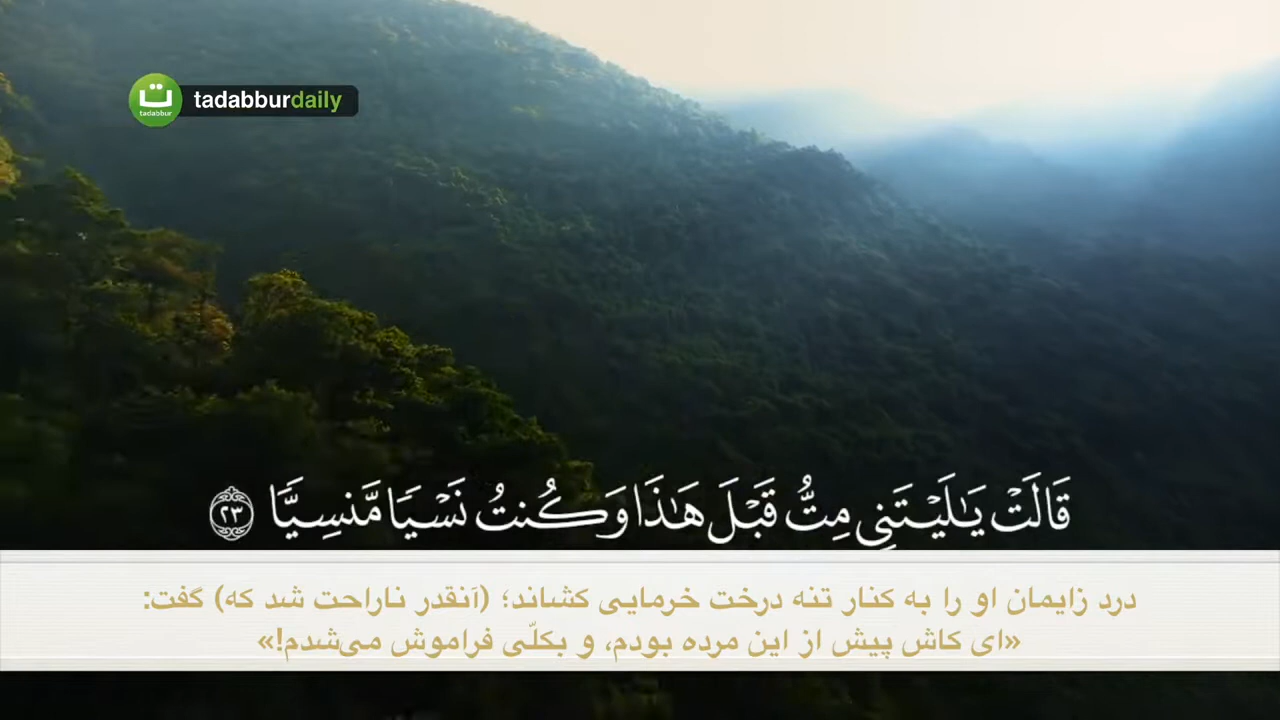 ت
tadabbur
tadabburdaily
قَالَتْ يَـٰلَيْتَنِى مِتُّ قَبْلَ هَـٰذَا وَكُنتُ نَسْيًا مَّنسِيًّا ٢٣
درد زایمان او را به کنار تنه درخت خرمایی کشاند؛ (آنقدر ناراحت شد که) گفت:
«ای کاش پیش از این مرده بودم، و بکلّی فراموش می‌شدم!»